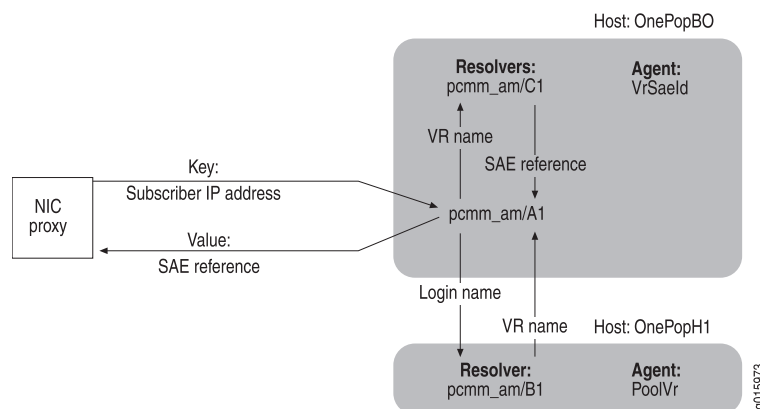 Host: OnePopBO
Resolvers:
pcmm_am/C1
Agent:
VrSaeId
VR name
SAE reference
Key:
Subscriber IP address
NIC
proxy
pcmm_am/A1
Value:
SAE reference
Login name
VR name
Host: OnePopH1
Resolver:
pcmm_am/B1
Agent:
PoolVr
g015973